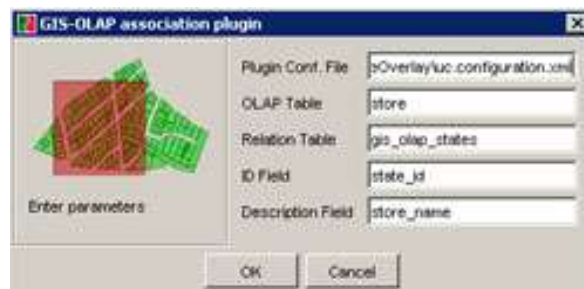 GIS-OLAP association plugin
Plugin Conf. File eOverlay\uc.configuration.xml
OLAP Table store
Relation Table gis_olap_states
ID Field state_id
Description Field store_name
Enter parameters
OK Cancel